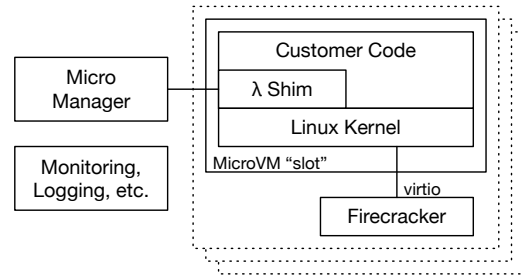 Customer Code
Micro
Manager
λ Shim
Linux Kernel
Monitoring,
Logging, etc.
MicroVM “slot”
virtio
Firecracker